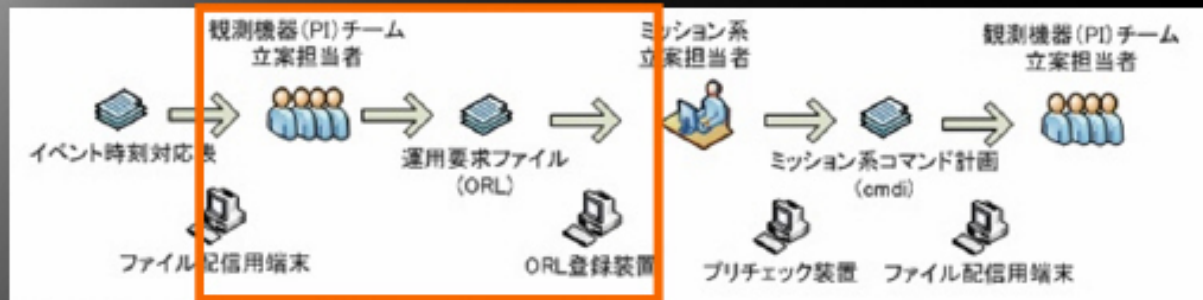 観測機器(PI)チーム
立案担当者
ミッション系
立案担当者
観測機器(PI)チーム
立案担当者
イベント時刻対応表
運用要求ファイル
(ORL)
ミッション系コマンド計画
(cmdi)
ファイル配信用端末
ORL登録装置
プリチェック装置
ファイル配信用端末